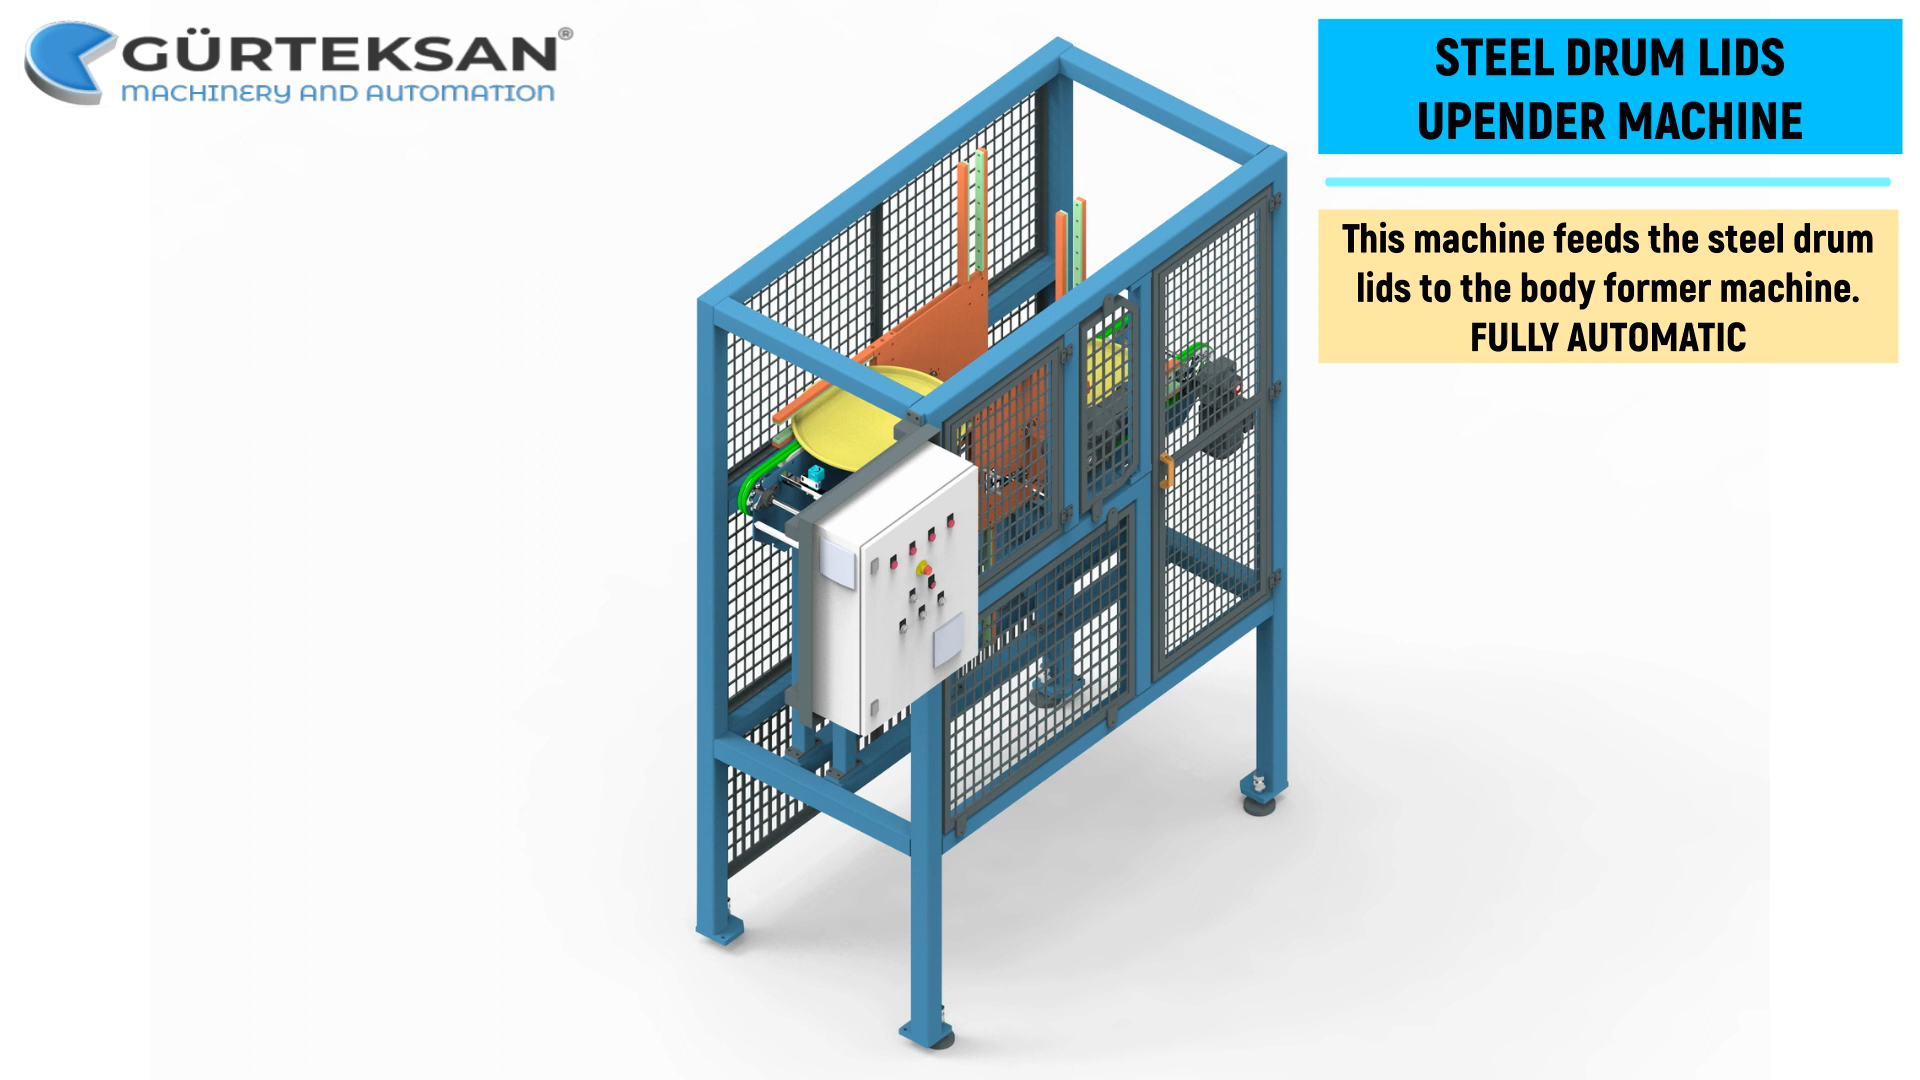 GÜRTEKSAN®
MACHINERY AND AUTOMATION
STEEL DRUM LIDS
UPENDER MACHINE
This machine feeds the steel drum
lids to the body former machine.
FULLY AUTOMATIC